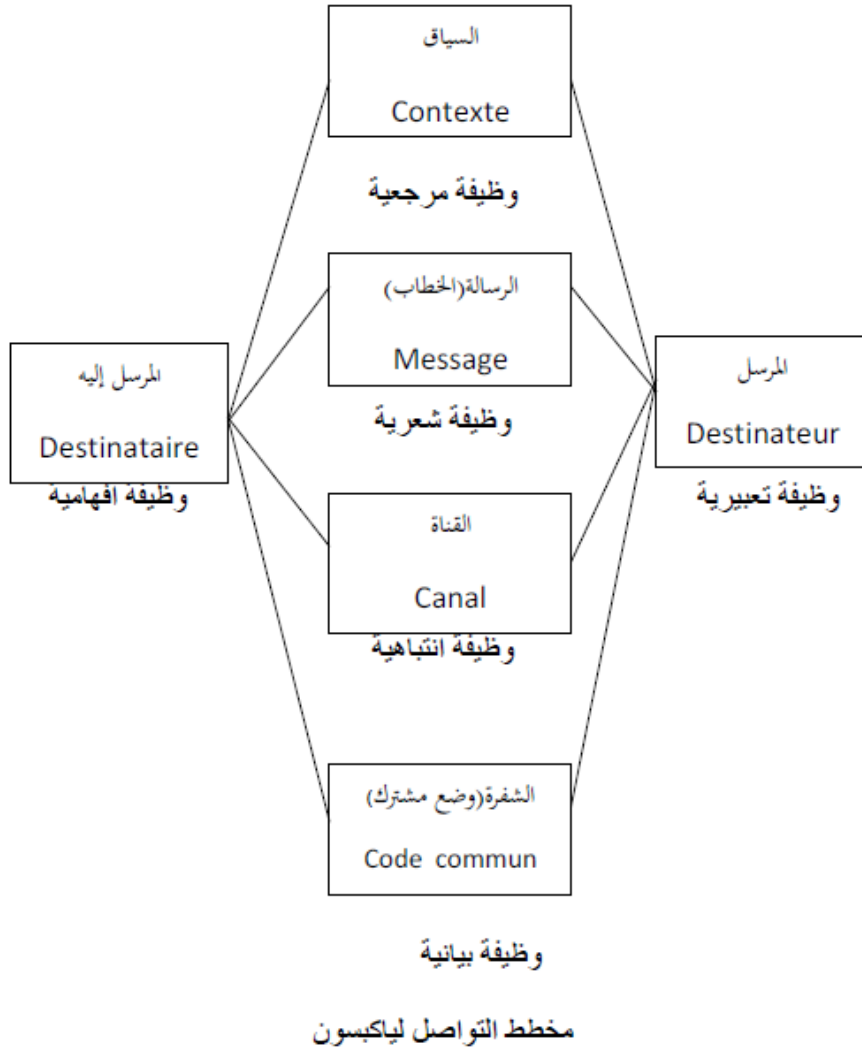 السياق
Contexte
وظيفة مرجعية
الرسالة(الخطاب)
Message
وظيفة شعرية
المرسل
Destinateur
وظيفة تعبيرية
المرسل إليه
Destinataire
وظيفة افهامية
القناة
Canal
وظيفة انتباهية
الشفرة(وضع مشترك)
Code commun
وظيفة بيانية
مخطط التواصل لياكبسون